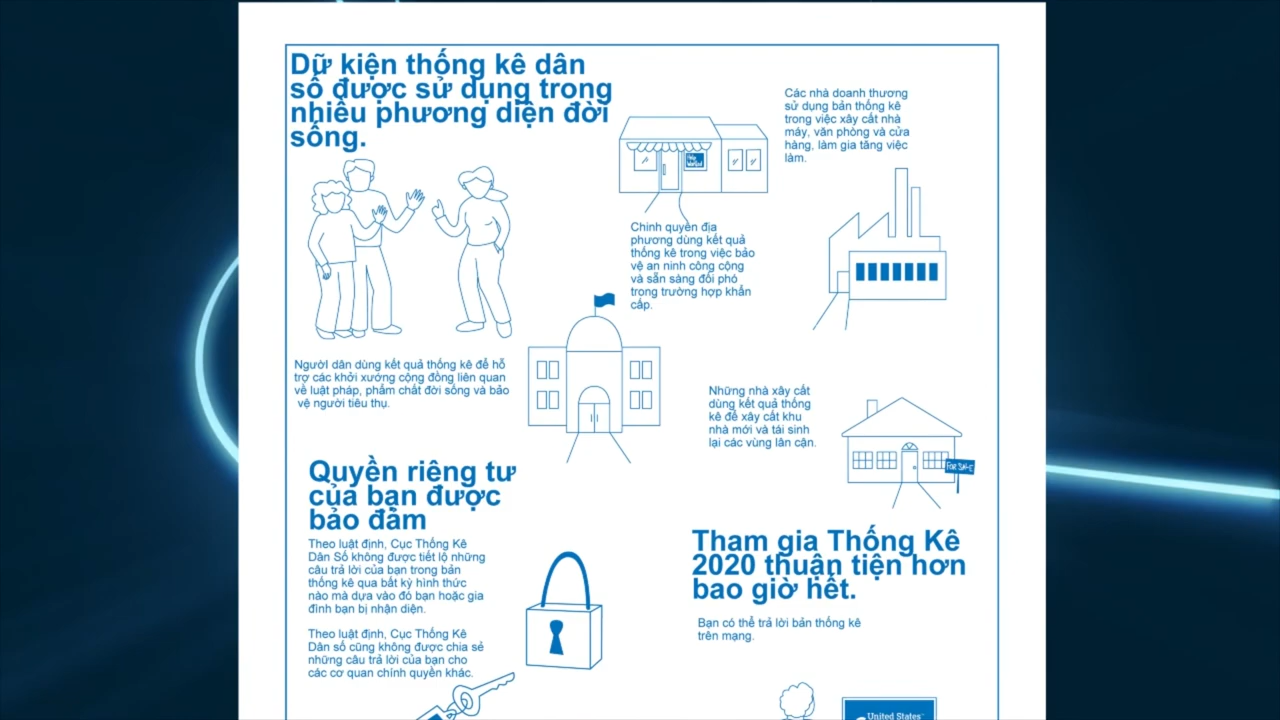 Dữ kiện thống kê dân
số được sử dụng trong
nhiều phương diện đời
sống.
Các nhà doanh thương
sử dụng bản thống kê
trong việc xây cất nhà
máy, văn phòng và cửa
hàng, làm gia tăng việc
làm.
Chinh quyền địa
phương dùng kết quả
thống kê trong việc bảo
vệ an ninh công cộng
và sẵn sàng đối phó
trong trường hợp khẩn
cấp.
Người dân dùng kết quả thống kê để hỗ
trợ các khởi xướng cộng đồng liên quan
về luật pháp, phẩm chất đời sống và bảo
vệ người tiêu thụ.
Những nhà xây cất
dùng kết quả thống
kê để xây cất khu
nhà mới và tái sinh
lại các vùng lân cận.
FOR SALE
Quyền riêng tư
của bạn được
bảo đảm
Theo luật định, Cục Thống Kê
Dân Số không được tiết lộ những
câu trả lời của bạn trong bản
thống kê qua bất kỳ hình thức
nào mà dựa vào đó bạn hoặc gia
đình bạn bị nhận diện.
Theo luật định, Cục Thống Kê
Dân số cũng không được chia sẻ
những câu trả lời của bạn cho
các cơ quan chính quyền khác.
Tham gia Thống Kê
2020 thuận tiện hơn
bao giờ hết.
Bạn có thể trả lời bản thống kê
trên mạng.
United States